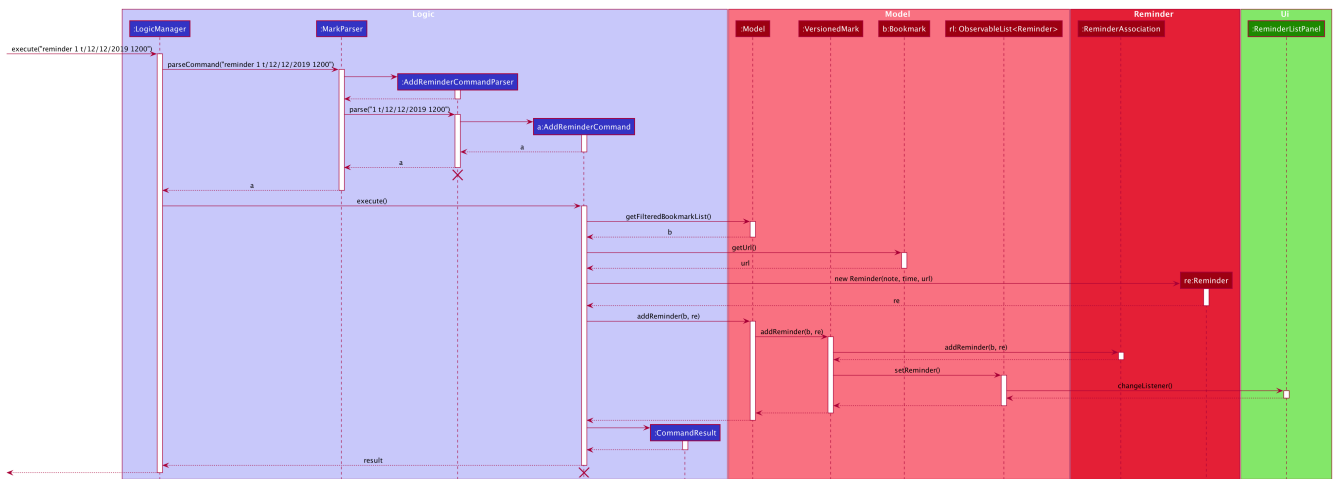 Logic
Model
Reminder
Ui
:LogicManager
:MarkParser
:Model
:VersionedMark
b:Bookmark
rl: ObservableList<Reminder>
:ReminderAssociation
:ReminderListPanel
execute("reminder 1 t/12/12/2019 1200")
parseCommand("reminder 1 t/12/12/2019 1200")
:AddReminderCommandParser
parse("1 t/12/12/2019 1200")
a:AddReminderCommand
a
a
a
execute()
getFilteredBookmarkList()
b
getUrl()
url
new Reminder(note, time, url)
re:Reminder
re
addReminder(b, re)
addReminder(b, re)
addReminder(b, re)
setReminder()
changeListener()
:CommandResult
result